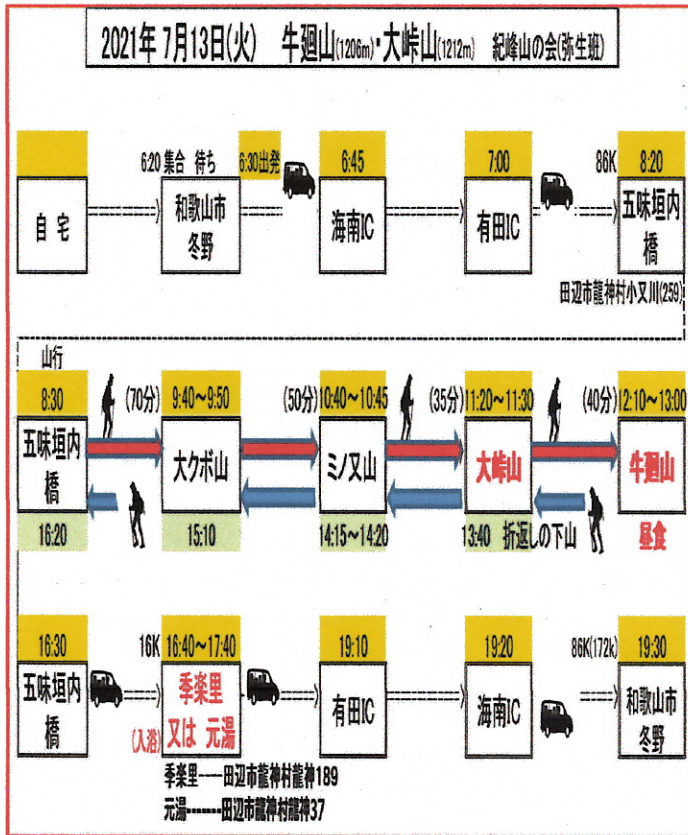 2021年 7月13日(火) 牛廻山(1206m)・大峠山(1212m) 紀峰山の会(弥生班)
6:20 集合 待ち 6:30出発 6:45 7:00 86K 8:20
自 宅 和歌山市冬野 海南IC 有田IC 五味垣内橋
田辺市龍神村小又川(259)
山行
8:30 (70分) 9:40～9:50 (50分) 10:40～10:45 (35分) 11:20～11:30 (40分) 12:10～13:00
五味垣内橋 大クボ山 ミノ又山 大峠山 牛廻山
16:20 15:10 14:15～14:20 13:40 折返しの下山 昼食
16:30 16K 16:40～17:40 19:10 19:20 86K(172k) 19:30
五味垣内橋 (入浴) 季楽里又は 元湯 有田IC 海南IC 和歌山市冬野
季楽里----田辺市龍神村龍神189
元湯-------田辺市龍神村龍神37